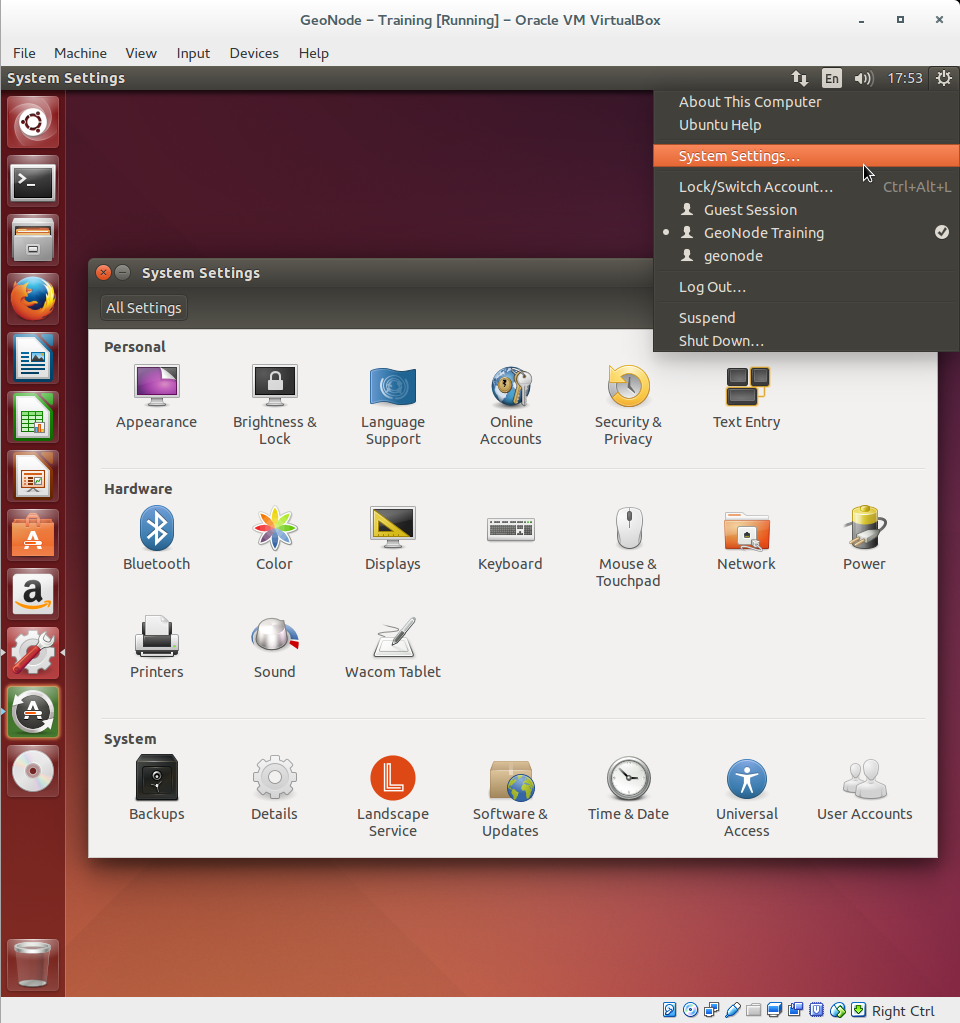 GeoNode – Training [Running] – Oracle VM VirtualBox
File Machine View Input Devices Help
System Settings En 17:53
About This Computer
Ubuntu Help
System Settings...
Lock/Switch Account... Ctrl+Alt+L
Guest Session
GeoNode Training
geonode
Log Out...
Suspend
Shut Down...
System Settings
All Settings
Personal
Appearance
Brightness &
Lock
Language
Support
Online
Accounts
Security &
Privacy
Text Entry
Hardware
Bluetooth
Color
Displays
Keyboard
Mouse &
Touchpad
Network
Power
Printers
Sound
Wacom Tablet
System
Backups
Details
Landscape
Service
Software &
Updates
Time & Date
Universal
Access
User Accounts
Right Ctrl